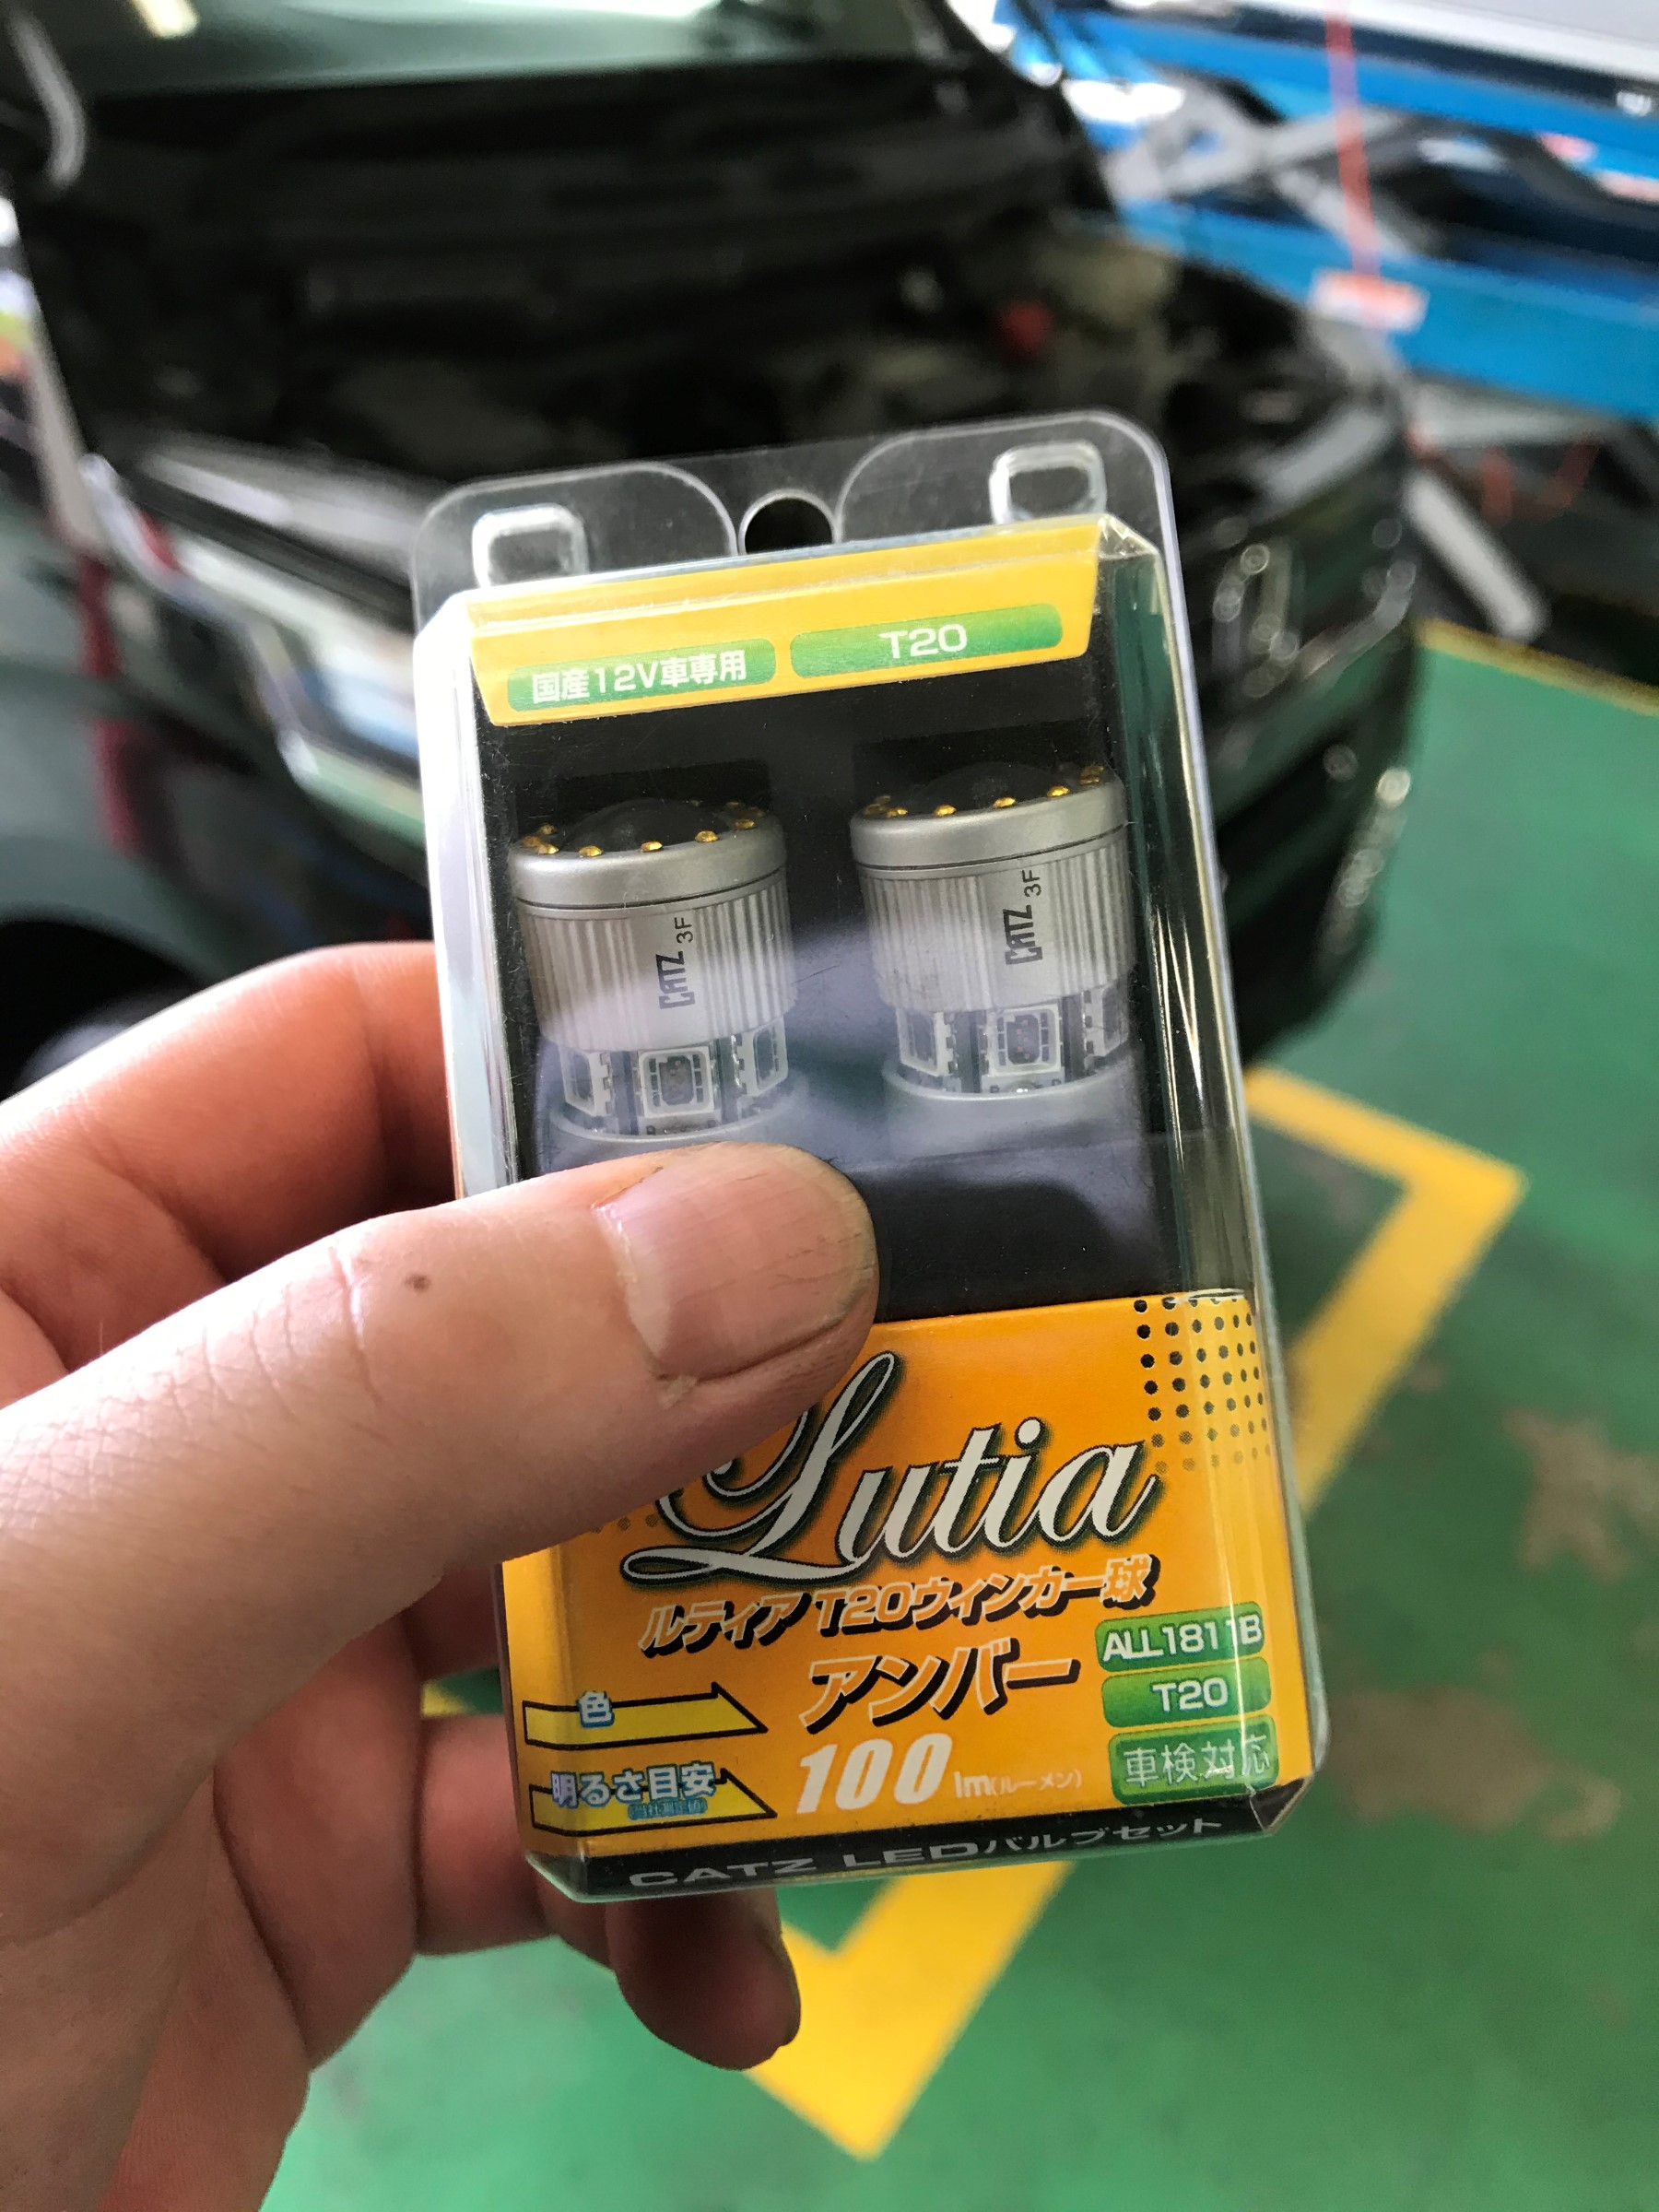 国産12V車専用
T20
CATZ 3F
CATZ 3F
Lutia
ルティア T20ウィンカー球
ALL1811B
アンバー
T20
色
車検対応
明るさ目安
100 lm(ルーメン)
CATZ LEDバルブセット